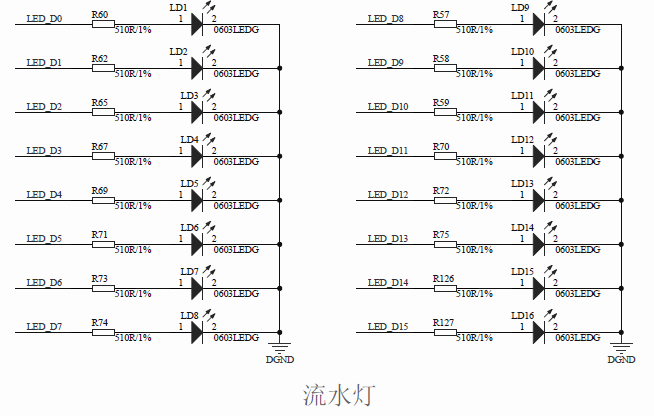 LD1
LED_D0 R60 1 2
510R/1% 0603LEDG
LD2
LED_D1 R62 1 2
510R/1% 0603LEDG
LD3
LED_D2 R65 1 2
510R/1% 0603LEDG
LD4
LED_D3 R67 1 2
510R/1% 0603LEDG
LD5
LED_D4 R69 1 2
510R/1% 0603LEDG
LD6
LED_D5 R71 1 2
510R/1% 0603LEDG
LD7
LED_D6 R73 1 2
510R/1% 0603LEDG
LD8
LED_D7 R74 1 2
510R/1% 0603LEDG
DGND
LD9
LED_D8 R57 1 2
510R/1% 0603LEDG
LD10
LED_D9 R58 1 2
510R/1% 0603LEDG
LD11
LED_D10 R59 1 2
510R/1% 0603LEDG
LD12
LED_D11 R70 1 2
510R/1% 0603LEDG
LD13
LED_D12 R72 1 2
510R/1% 0603LEDG
LD14
LED_D13 R75 1 2
510R/1% 0603LEDG
LD15
LED_D14 R126 1 2
510R/1% 0603LEDG
LD16
LED_D15 R127 1 2
510R/1% 0603LEDG
DGND
流水灯